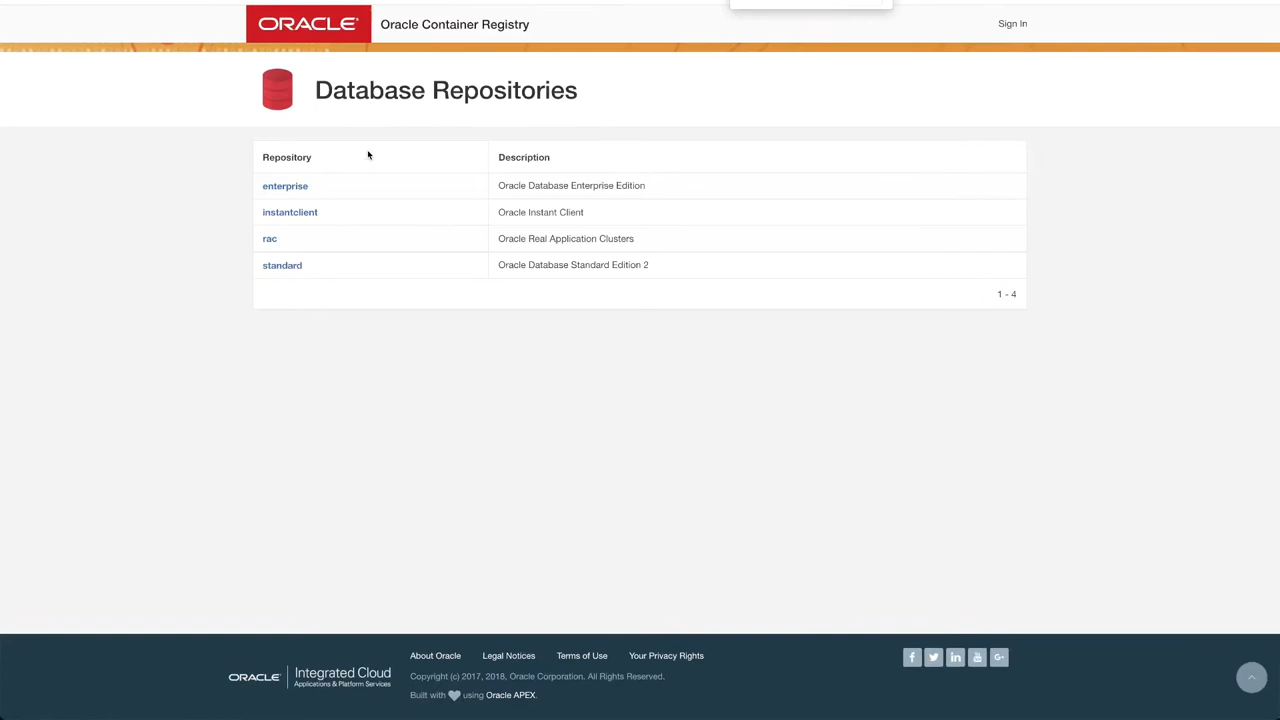 ORACLE® Oracle Container Registry Sign In
Database Repositories
Repository Description
enterprise Oracle Database Enterprise Edition
instantclient Oracle Instant Client
rac Oracle Real Application Clusters
standard Oracle Database Standard Edition 2
1 - 4
About Oracle Legal Notices Terms of Use Your Privacy Rights
ORACLE® Integrated Cloud
Applications & Platform Services
Copyright (c) 2017, 2018, Oracle Corporation. All Rights Reserved.
Built with using Oracle APEX.